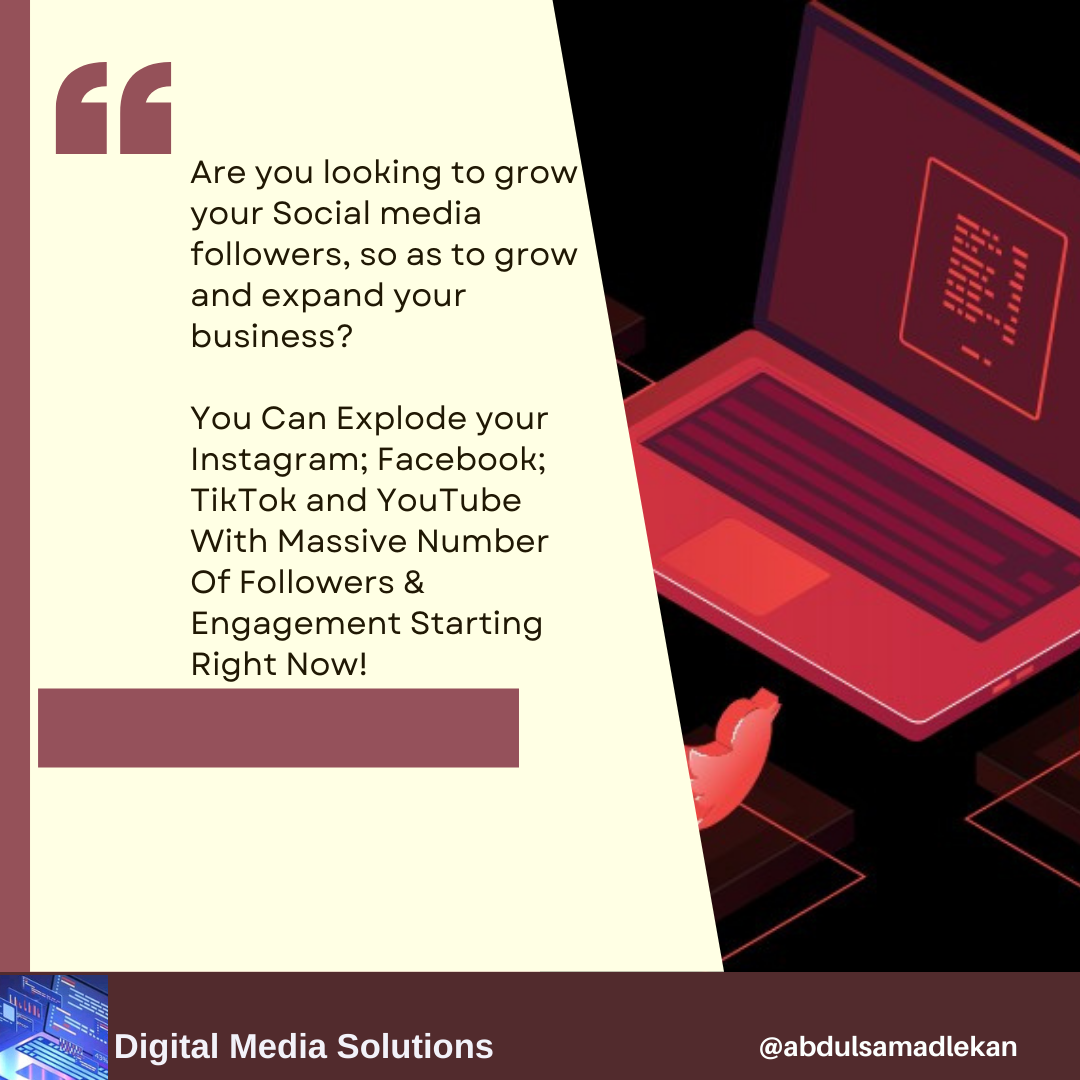 Are you looking to grow
your Social media
followers, so as to grow
and expand your
business?
You Can Explode your
Instagram; Facebook;
TikTok and YouTube
With Massive Number
Of Followers &
Engagement Starting
Right Now!
Digital Media Solutions
@abdulsamadlekan